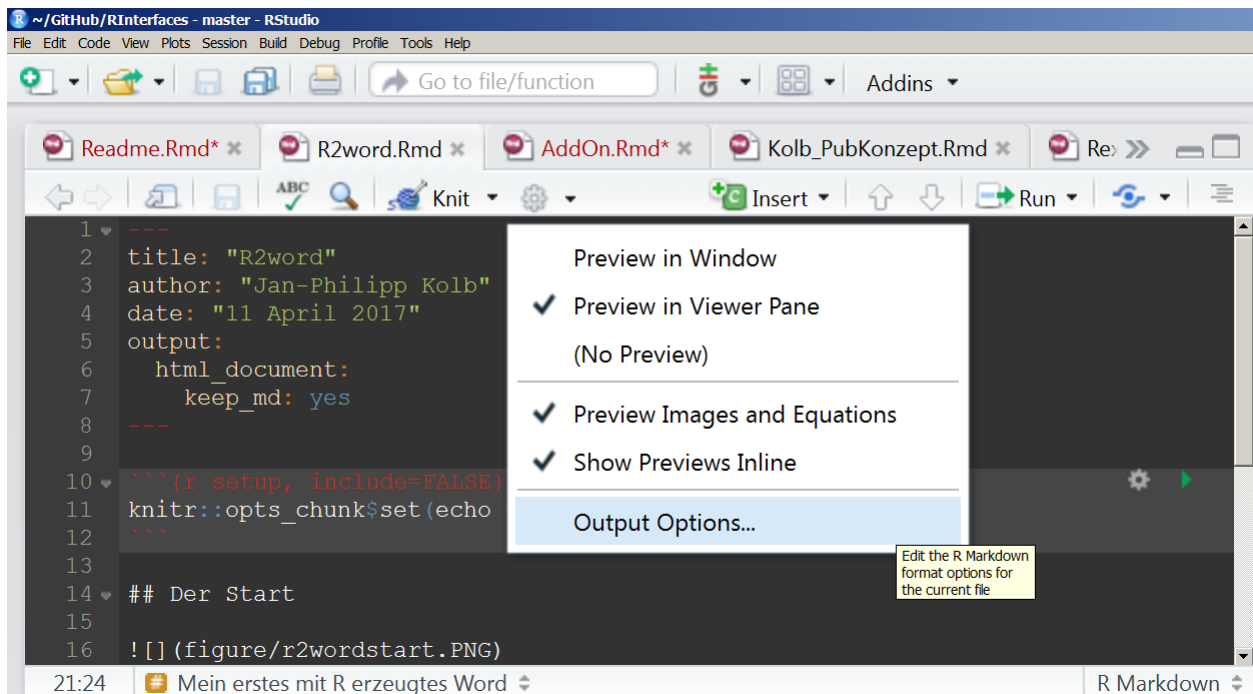 ~/GitHub/RInterfaces - master - RStudio
File Edit Code View Plots Session Build Debug Profile Tools Help
Go to file/function Addins
Readme.Rmd* R2word.Rmd AddOn.Rmd* Kolb_PubKonzept.Rmd Re
ABC Knit Insert Run
1 ---
2 title: "R2word"
3 author: "Jan-Philipp Kolb"
4 date: "11 April 2017"
5 output:
6 html_document:
7 keep_md: yes
8 ---
9
10 ```{r setup, include=FALSE}
11 knitr::opts_chunk$set(echo
12 ```
13
14 ## Der Start
15
16 ![](figure/r2wordstart.PNG)
Preview in Window
Preview in Viewer Pane
(No Preview)
Preview Images and Equations
Show Previews Inline
Output Options...
Edit the R Markdown
format options for
the current file
21:24 # Mein erstes mit R erzeugtes Word R Markdown